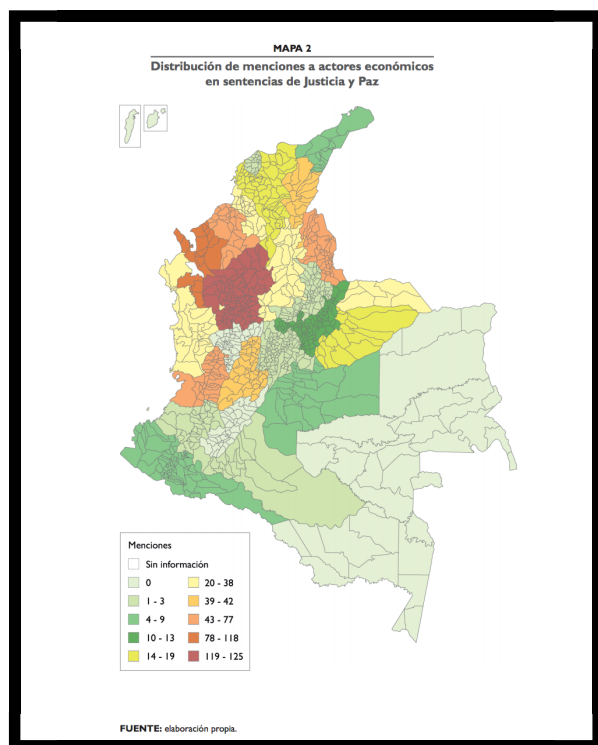 MAPA 2
Distribución de menciones a actores económicos
en sentencias de Justicia y Paz
Menciones
Sin información
0
1 - 3
4 - 9
10 - 13
14 - 19
20 - 38
39 - 42
43 - 77
78 - 118
119 - 125
FUENTE: elaboración propia.